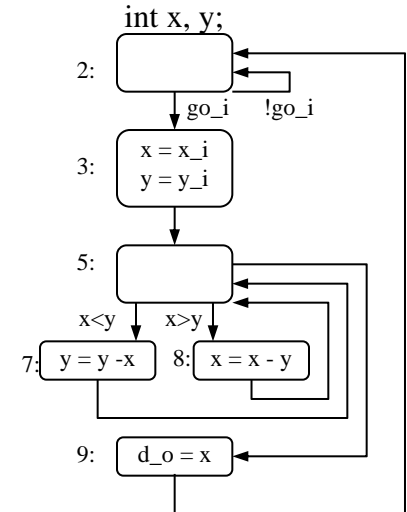 int x, y;
2:
go_i !go_i
3:
x = x_i
y = y_i
5:
x<y x>y
7: y = y -x 8: x = x - y
9: d_o = x